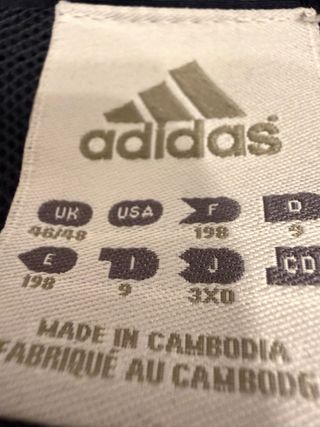 adidas
UK USA F D
46/48 198 9
E I J CD
198 9 3XO
MADE IN CAMBODIA
FABRIQUÉ AU CAMBODG